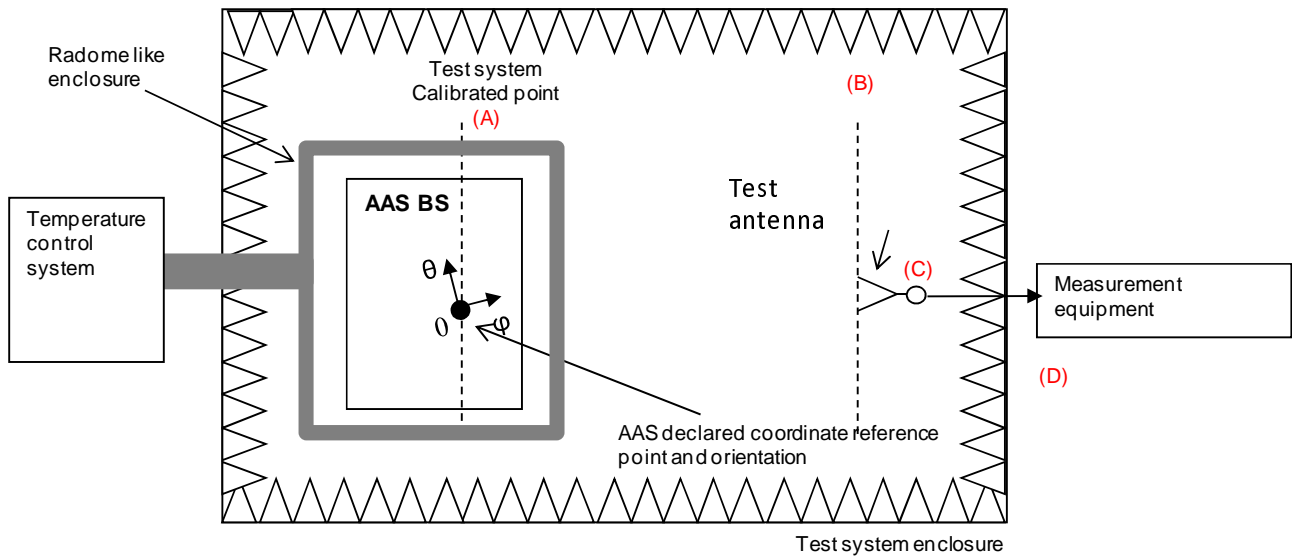 Radome like
enclosure
Test system
Calibrated point
(A)
(B)
AAS BS
Test
antenna
Temperature
control
system
θ
(C)
Measurement
equipment
0
φ
(D)
AAS declared coordinate reference
point and orientation
Test system enclosure